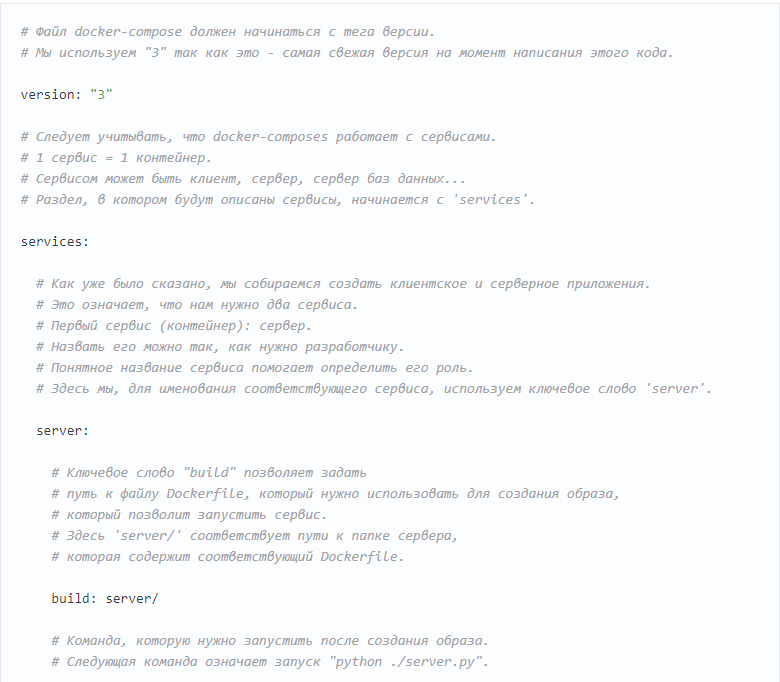 # Файл docker-compose должен начинаться с тега версии.
# Мы используем "3" так как это - самая свежая версия на момент написания этого кода.
version: "3"
# Следует учитывать, что docker-composes работает с сервисами.
# 1 сервис = 1 контейнер.
# Сервисом может быть клиент, сервер, сервер баз данных...
# Раздел, в котором будут описаны сервисы, начинается с 'services'.
services:
# Как уже было сказано, мы собираемся создать клиентское и серверное приложения.
# Это означает, что нам нужно два сервиса.
# Первый сервис (контейнер): сервер.
# Назвать его можно так, как нужно разработчику.
# Понятное название сервиса помогает определить его роль.
# Здесь мы, для именования соответствующего сервиса, используем ключевое слово 'server'.
server:
# Ключевое слово "build" позволяет задать
# путь к файлу Dockerfile, который нужно использовать для создания образа,
# который позволит запустить сервис.
# Здесь 'server/' соответствует пути к папке сервера,
# которая содержит соответствующий Dockerfile.
build: server/
# Команда, которую нужно запустить после создания образа.
# Следующая команда означает запуск "python ./server.py".